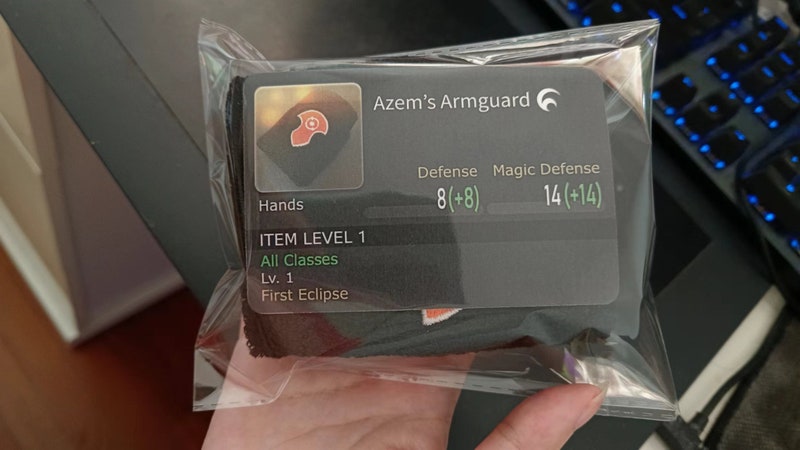 Azem's Armguard
Defense Magic Defense
8(+8) 14(+14)
Hands
ITEM LEVEL 1
All Classes
Lv. 1
First Eclipse